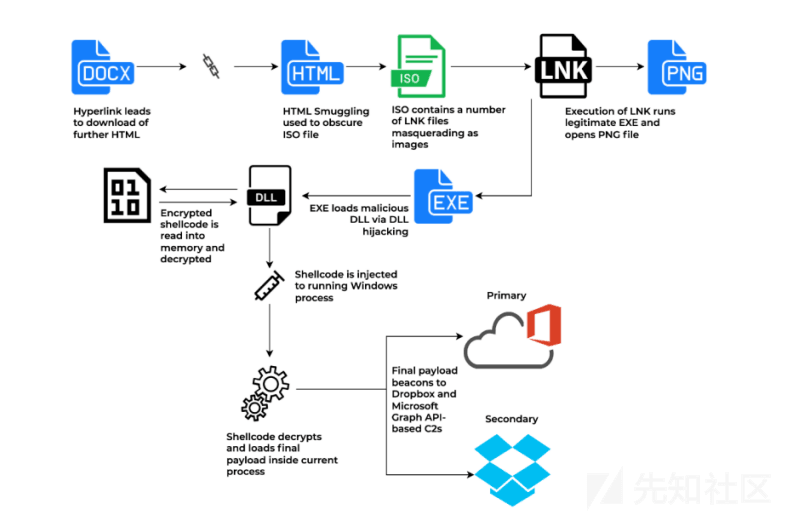 DOCX
HTML
ISO
LNK
PNG
Hyperlink leads
to download of
further HTML
HTML Smuggling
used to obscure
ISO file
ISO contains a number
of LNK files
masquerading as
images
Execution of LNK runs
legitimate EXE and
opens PNG file
01
10
DLL
EXE
Encrypted
shellcode is
read into
memory and
decrypted
EXE loads malicious
DLL via DLL
hijacking
Shellcode is injected
to running Windows
process
Primary
Final payload
beacons to
Dropbox and
Microsoft
Graph API-
based C2s
Secondary
Shellcode decrypts
and loads final
payload inside current
process
先知社区